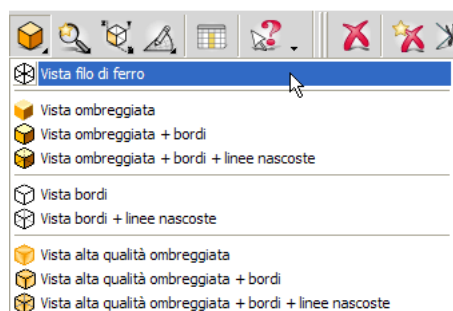 Vista filo di ferro
Vista ombreggiata
Vista ombreggiata + bordi
Vista ombreggiata + bordi + linee nascoste
Vista bordi
Vista bordi + linee nascoste
Vista alta qualità ombreggiata
Vista alta qualità ombreggiata + bordi
Vista alta qualità ombreggiata + bordi + linee nascoste